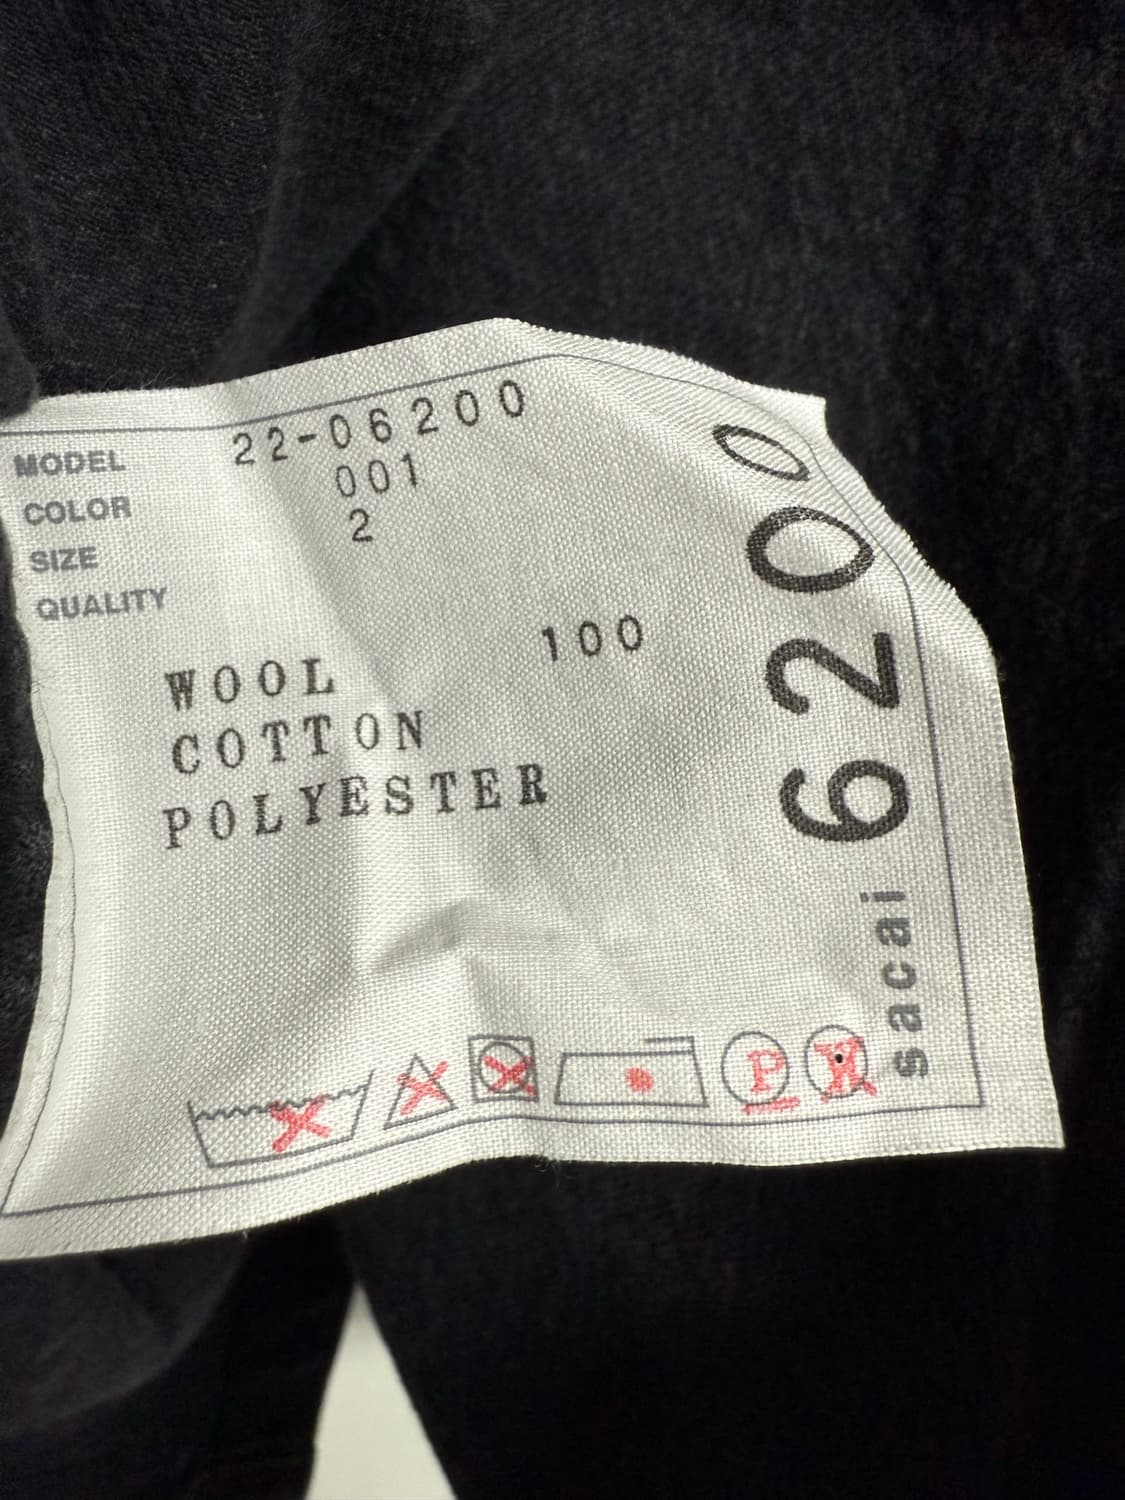 MODEL 22-06200
COLOR 001
SIZE 2
QUALITY
WOOL 100
COTTON
POLYESTER
sacai 6200
P